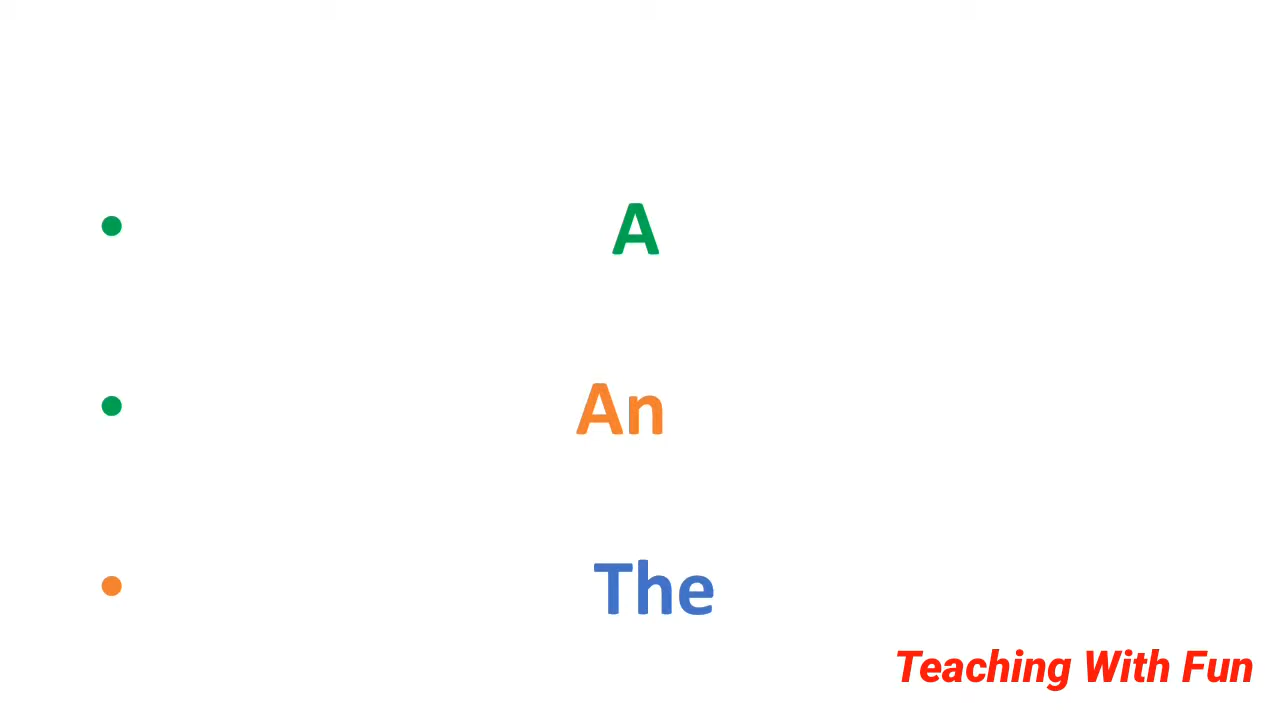 • A
• An
• The
Teaching With Fun